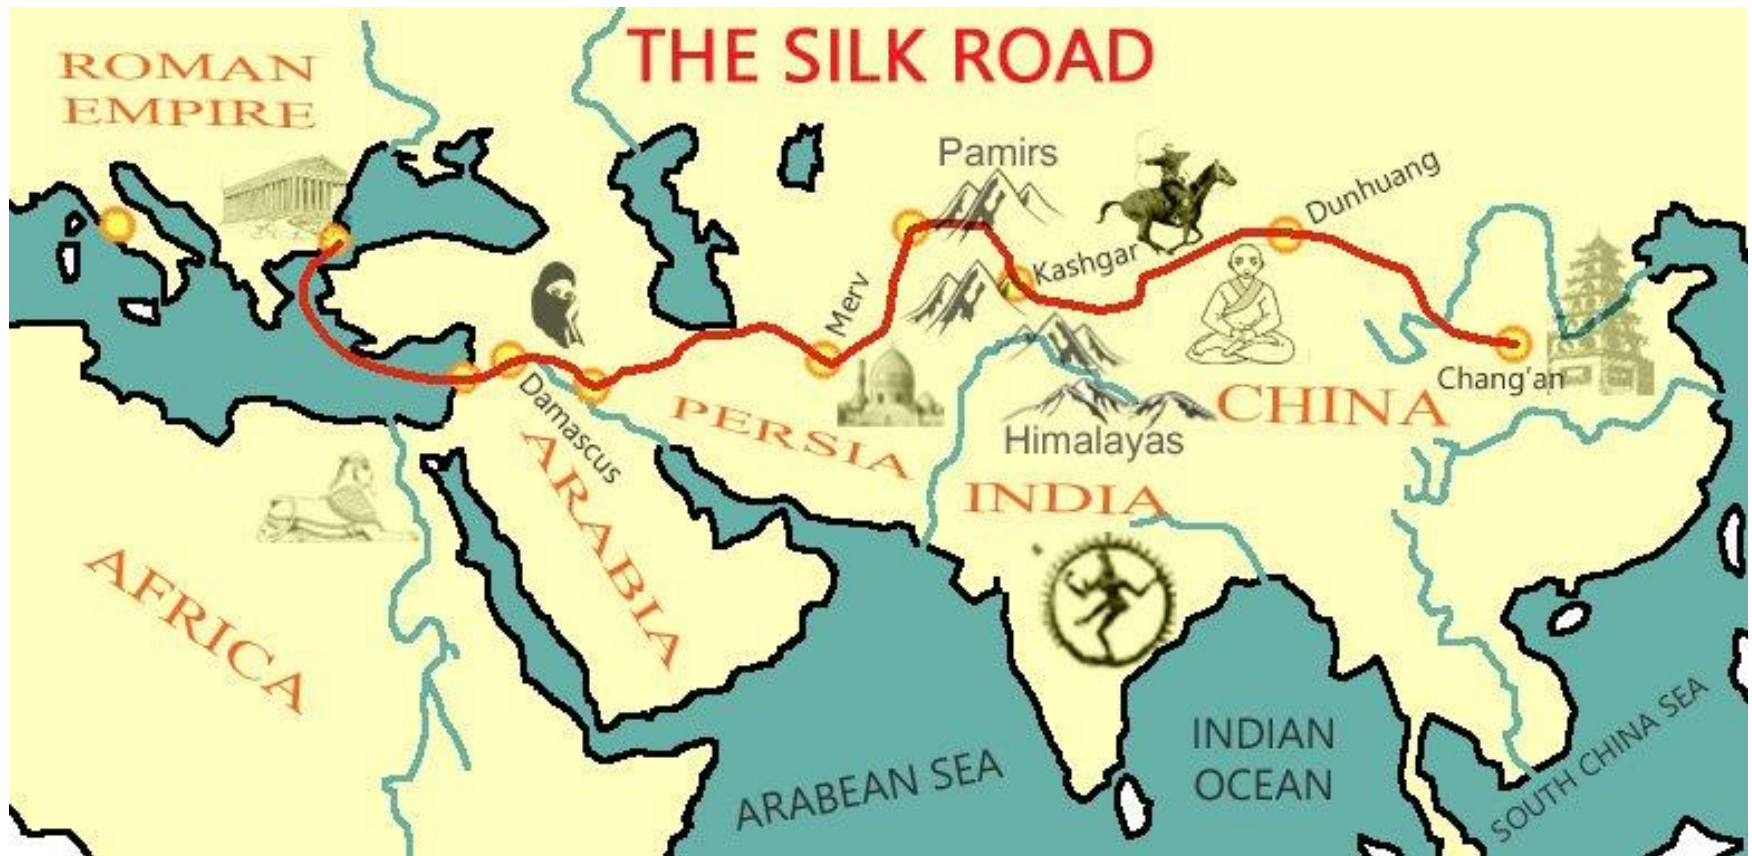 THE SILK ROAD
ROMAN
EMPIRE
Pamirs
Dunhuang
Kashgar
Merv
Chang'an
Damascus
PERSIA
CHINA
Himalayas
ARABIA
INDIA
AFRICA
INDIAN
OCEAN
ARABEAN SEA
SOUTH CHINA SEA